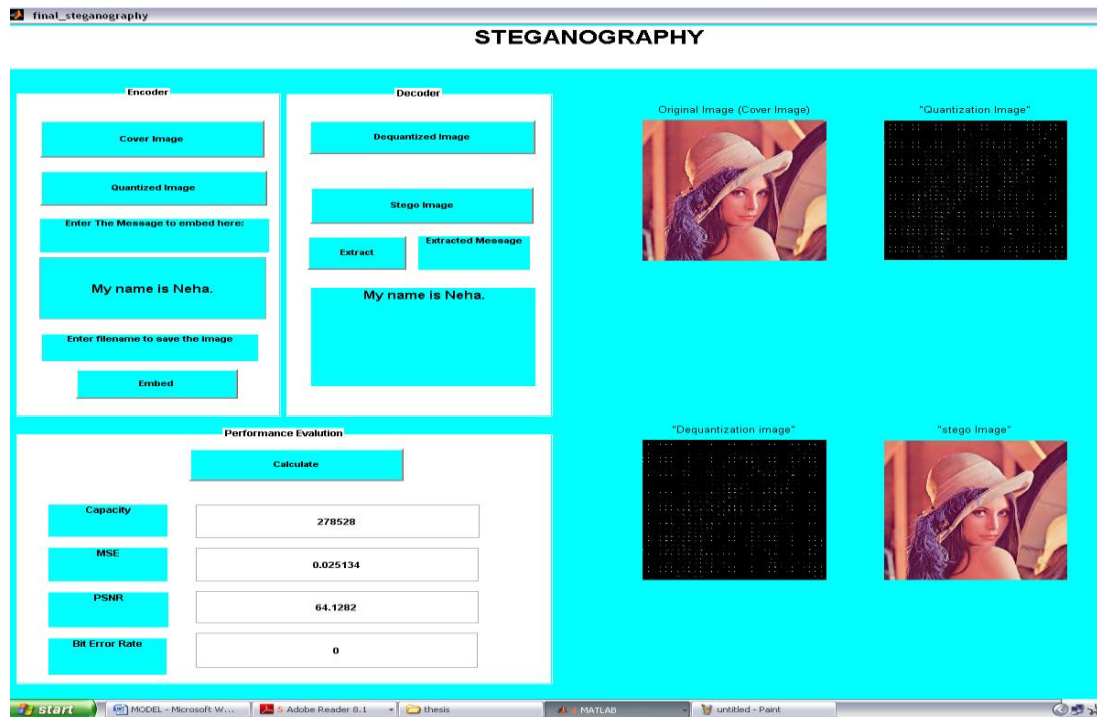 final_steganography
STEGANOGRAPHY
Encoder
Cover Image
Quantized Image
Enter The Message to embed here:
My name is Neha.
Enter filename to save the image
Embed
Decoder
Dequantized Image
Stego Image
Extract
Extracted Message
My name is Neha.
Original Image (Cover Image)
"Quantization Image"
"Dequantization image"
"stego Image"
Performance Evalution
Calculate
Capacity
278528
MSE
0.025134
PSNR
64.1282
Bit Error Rate
0
start
MODEL - Microsoft W...
5 Adobe Reader 8.1
thesis
MATLAB
untitled - Paint